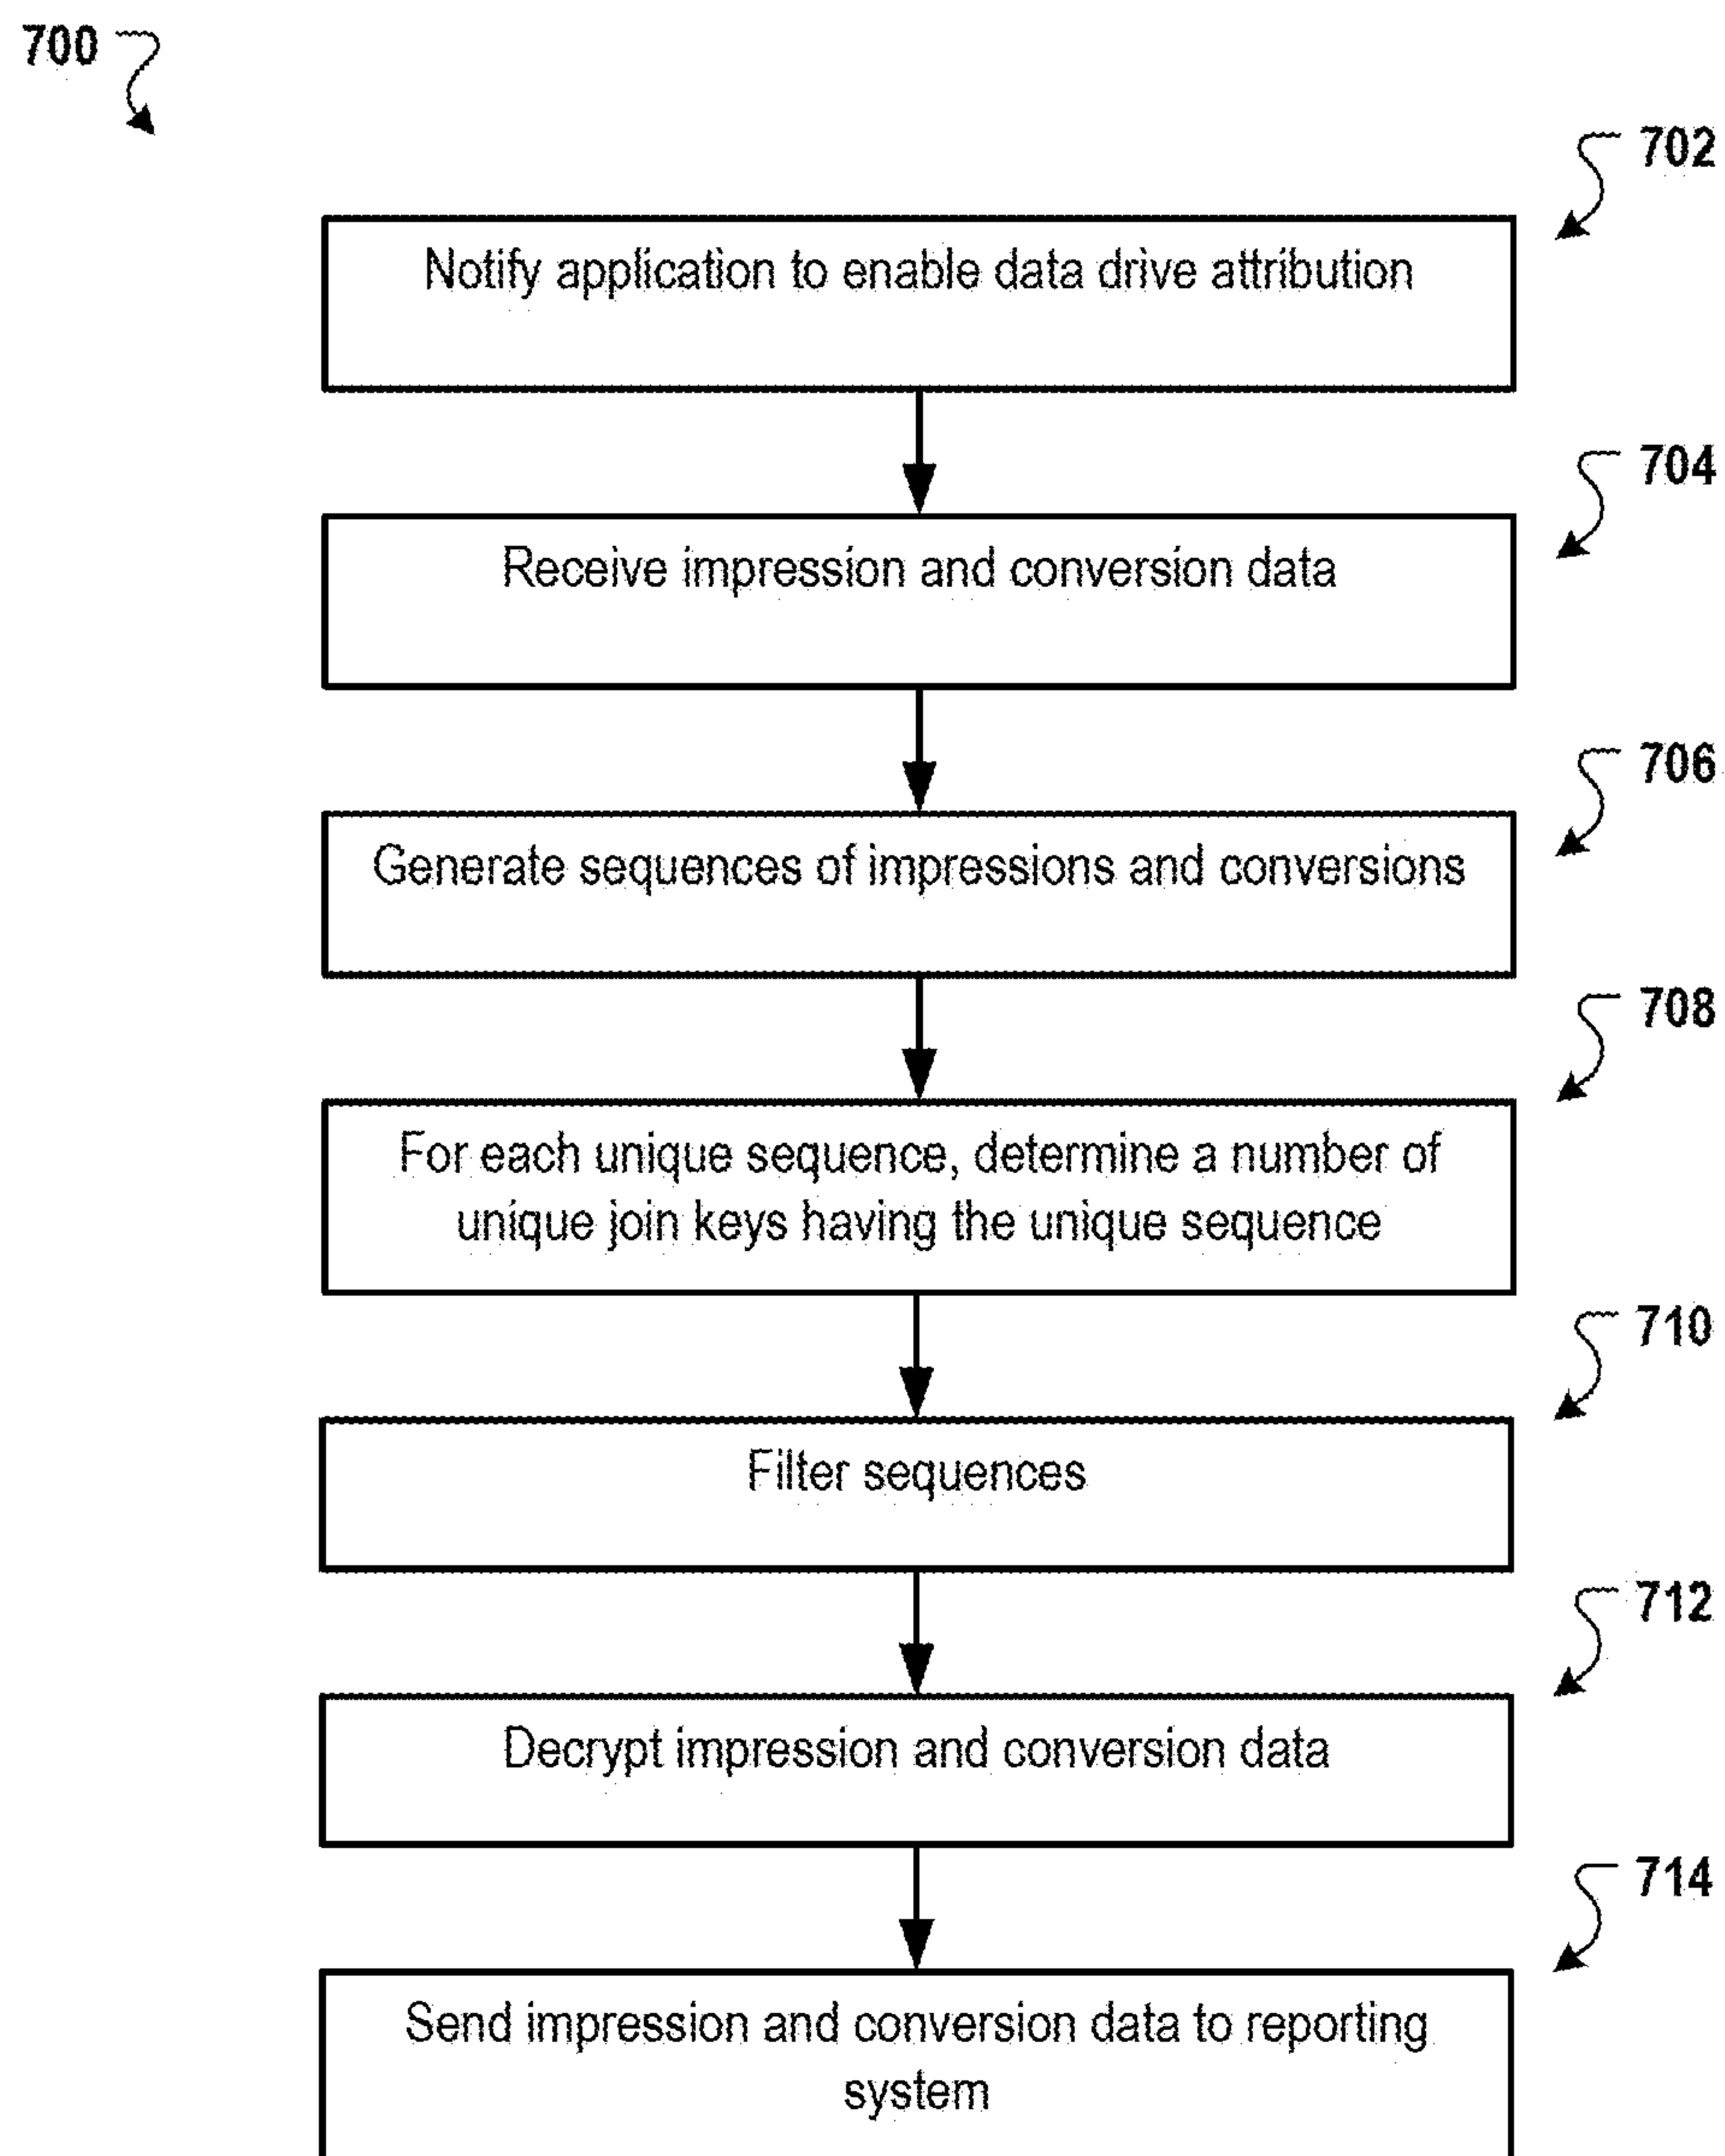 700
702
Notify application to enable data drive attribution
704
Receive impression and conversion data
706
Generate sequences of impressions and conversions
708
For each unique sequence, determine a number of
unique join keys having the unique sequence
710
Filter sequences
712
Decrypt impression and conversion data
714
Send impression and conversion data to reporting
system